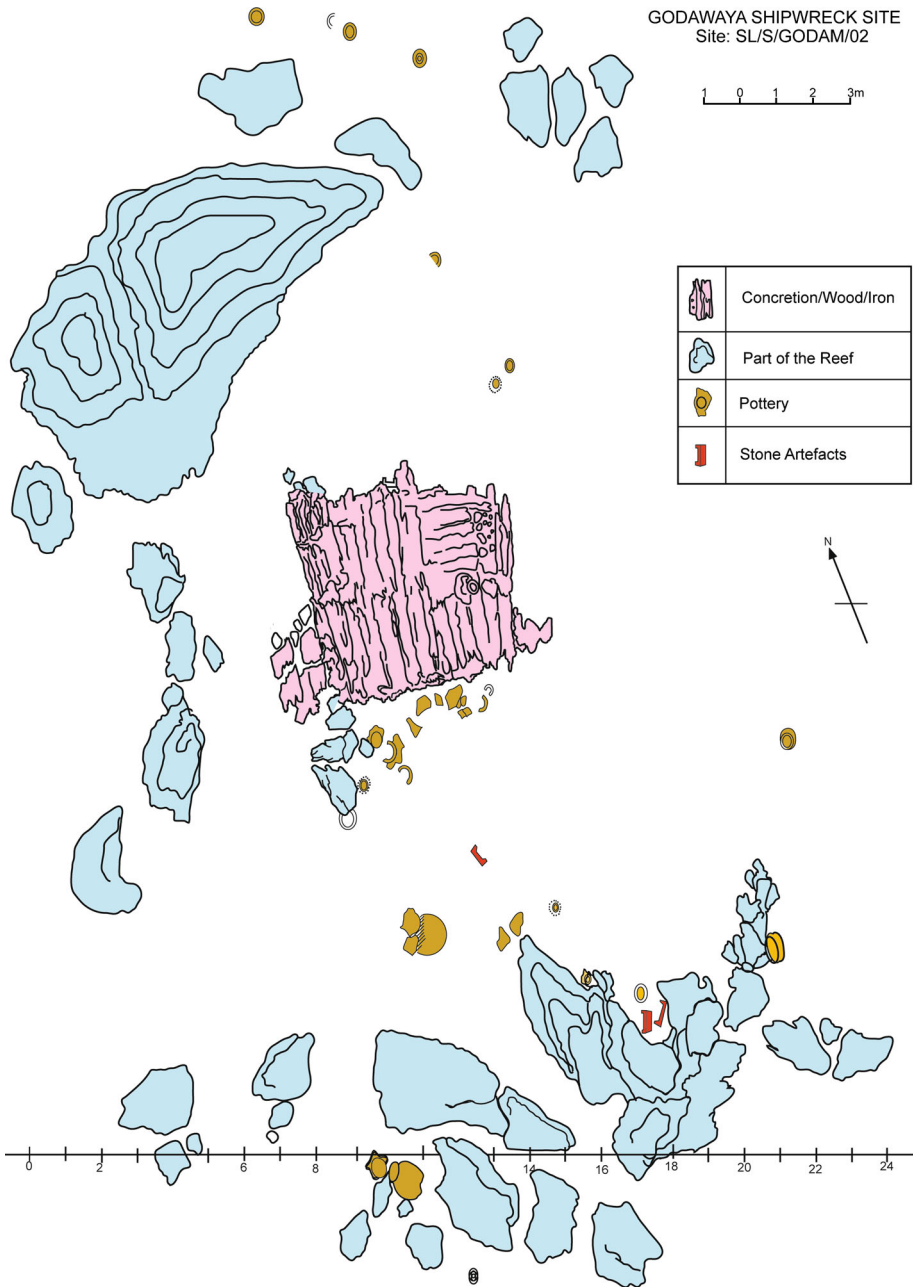 GODAWAYA SHIPWRECK SITE
Site: SL/S/GODAM/02
1 0 1 2 3m
Concretion/Wood/Iron
Part of the Reef
Pottery
Stone Artefacts
N
0 2 4 6 8 14 16 18 20 22 24